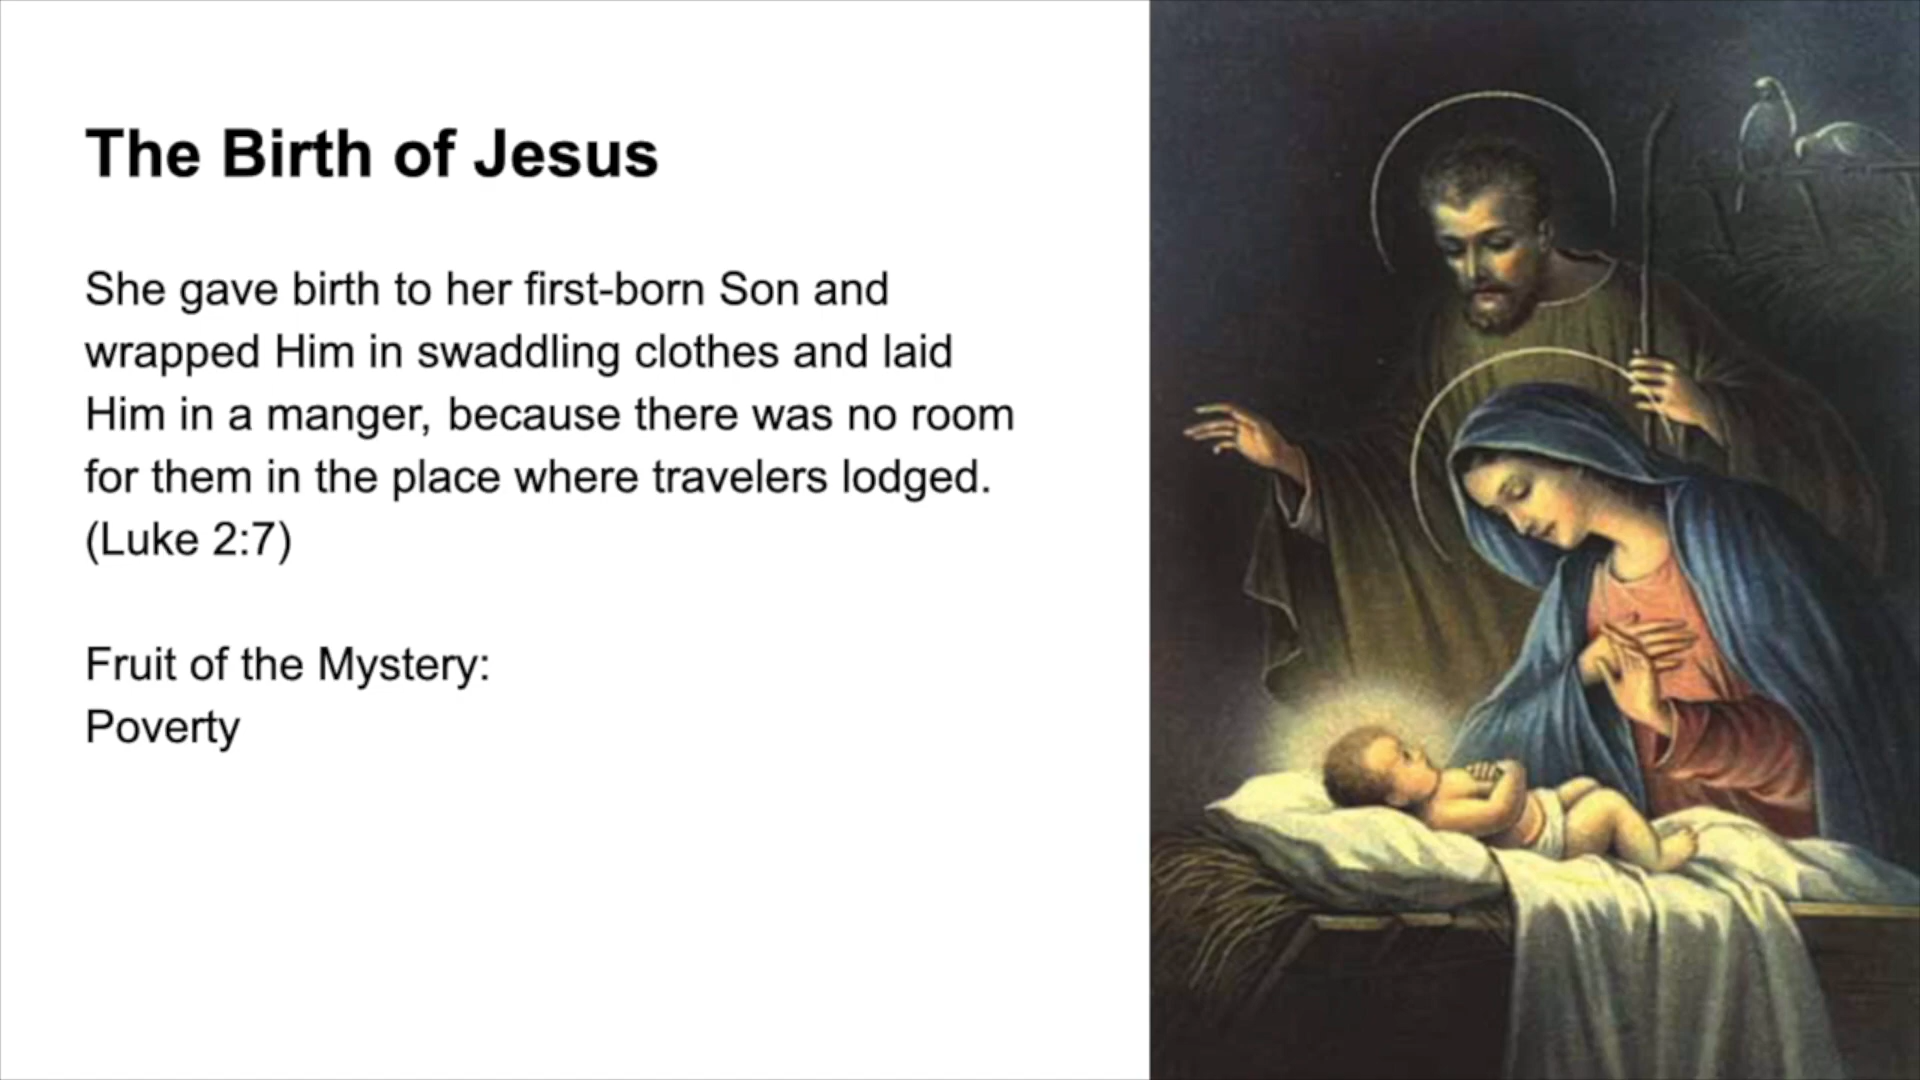 The Birth of Jesus
She gave birth to her first-born Son and
wrapped Him in swaddling clothes and laid
Him in a manger, because there was no room
for them in the place where travelers lodged.
(Luke 2:7)
Fruit of the Mystery:
Poverty